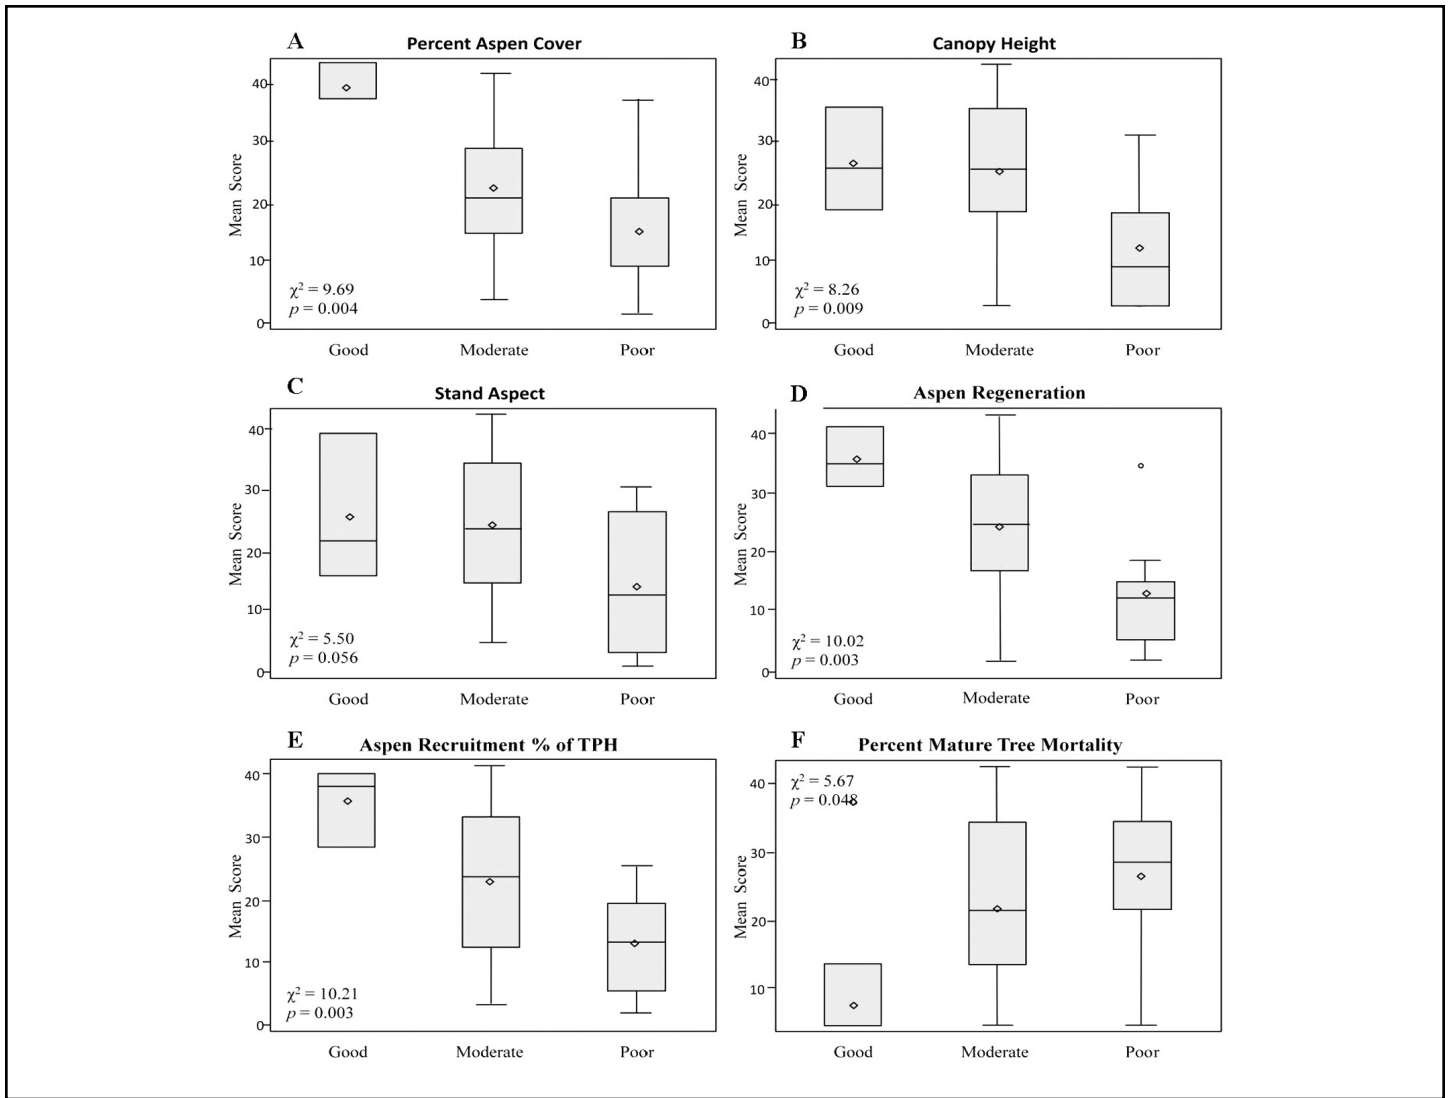 A Percent Aspen Cover
40
30
20
10
0
Mean Score
χ² = 9.69
p = 0.004
Good Moderate Poor
B Canopy Height
40
30
20
10
0
Mean Score
χ² = 8.26
p = 0.009
Good Moderate Poor
C Stand Aspect
40
30
20
10
0
Mean Score
χ² = 5.50
p = 0.056
Good Moderate Poor
D Aspen Regeneration
40
30
20
10
0
Mean Score
χ² = 10.02
p = 0.003
Good Moderate Poor
E Aspen Recruitment % of TPH
40
30
20
10
0
Mean Score
χ² = 10.21
p = 0.003
Good Moderate Poor
F Percent Mature Tree Mortality
χ² = 5.67
p = 0.048
40
30
20
10
Mean Score
Good Moderate Poor